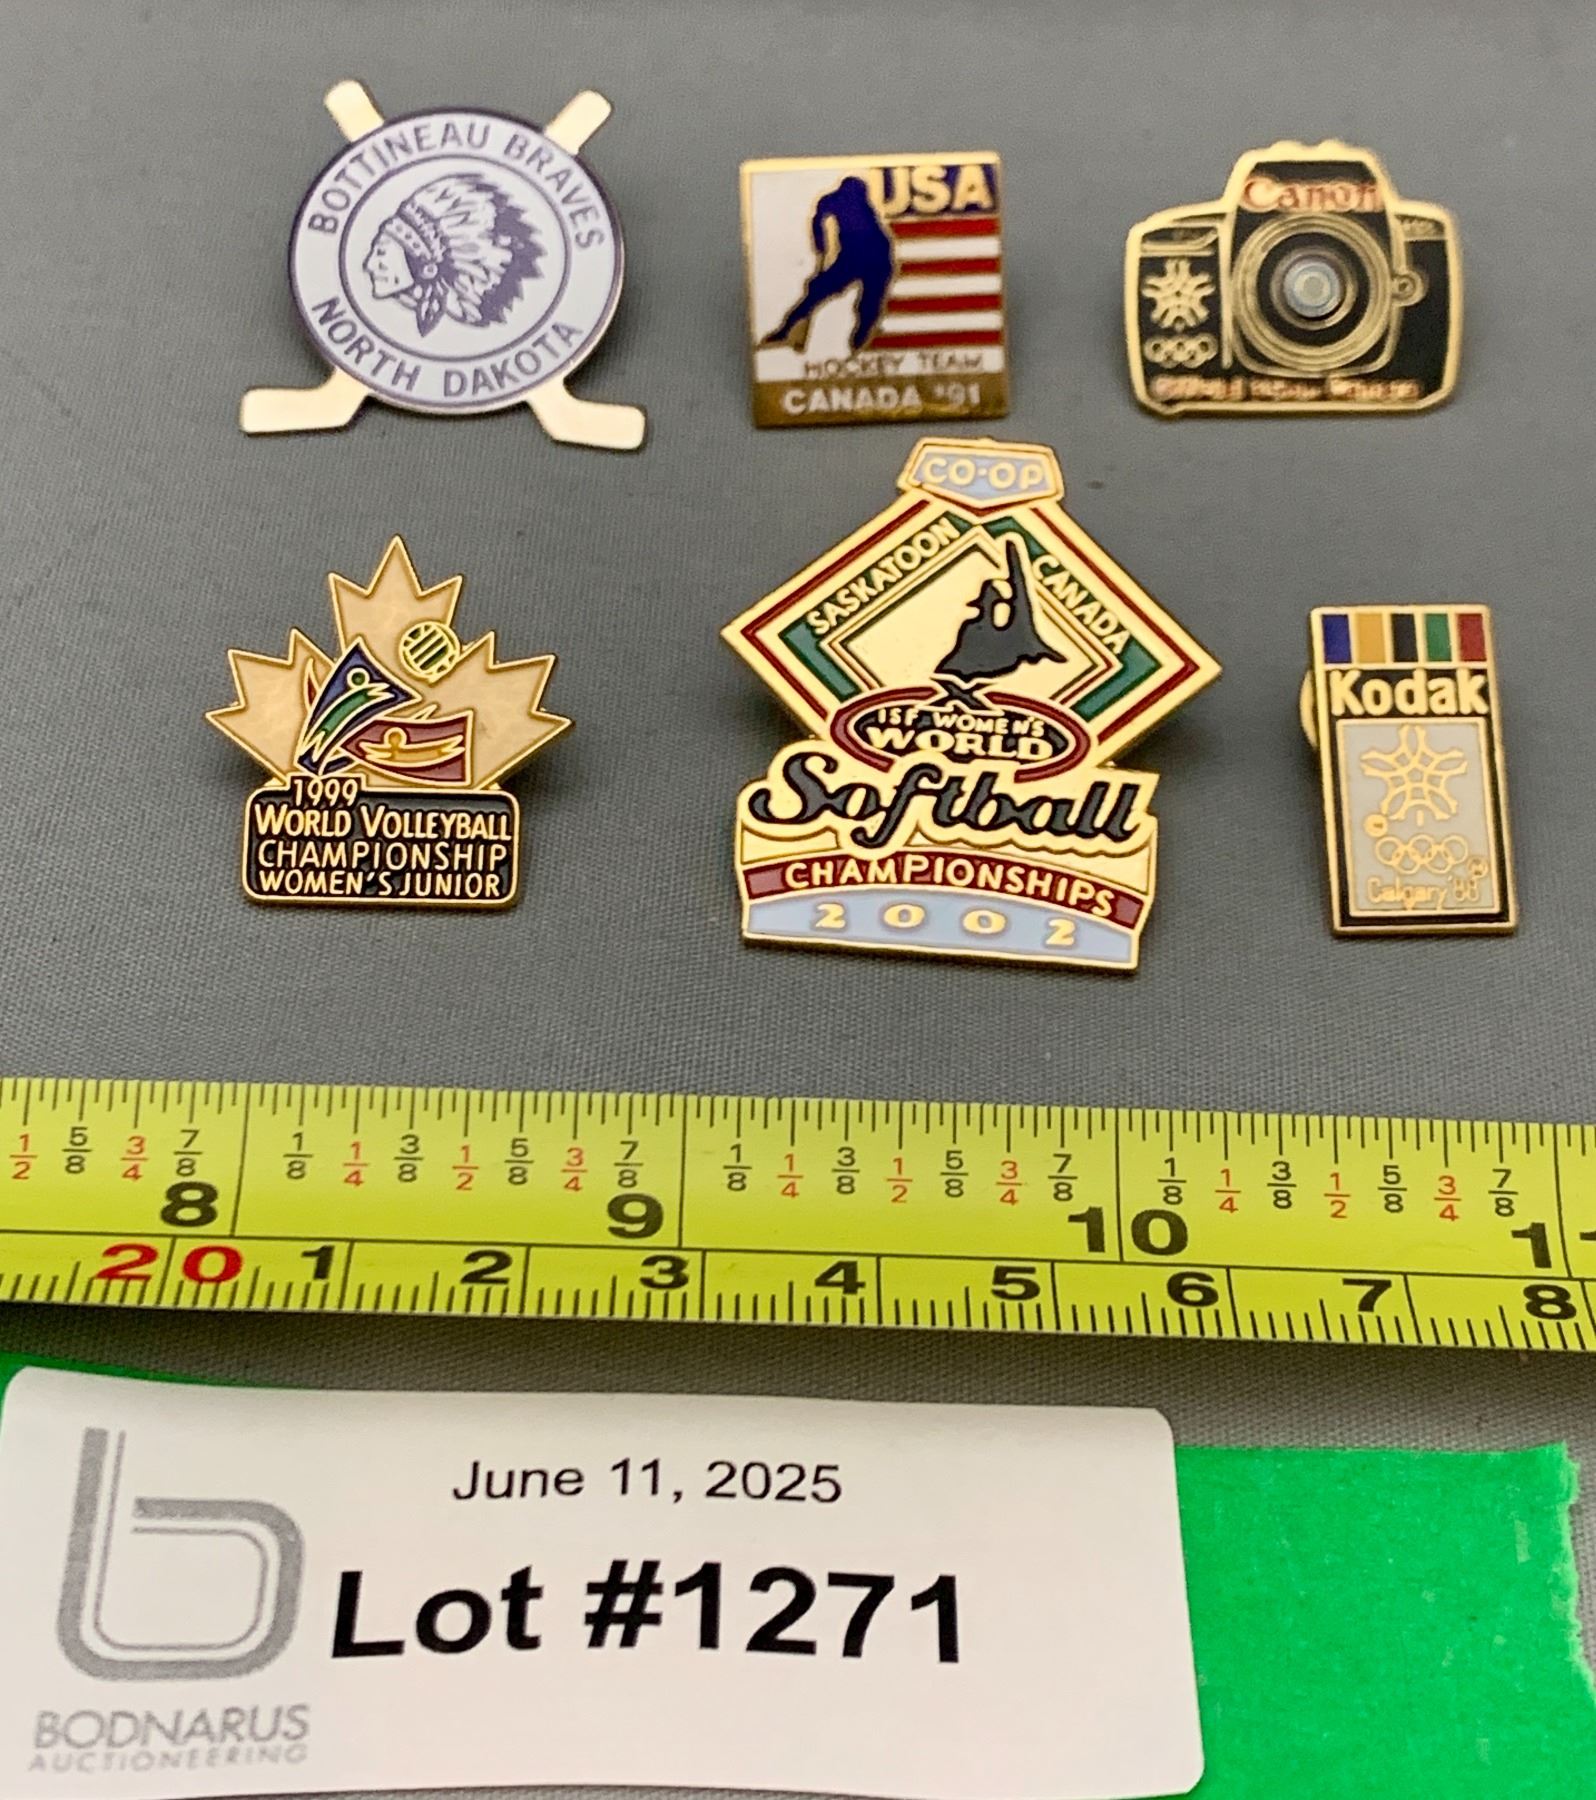 BOTTINEAU BRAVES
NORTH DAKOTA
USA
HOCKEY TEAM
CANADA '91
Canon
CO-OP
SASKATOON CANADA
ISF WOMEN'S
WORLD
Softball
CHAMPIONSHIPS
2002
1999
WORLD VOLLEYBALL
CHAMPIONSHIP
WOMEN'S JUNIOR
Kodak
Calgary '88
1/2 5/8 3/4 7/8 1/8 1/4 3/8 1/2 5/8 3/4 7/8 1/8 1/4 3/8 1/2 5/8 3/4 7/8 1/8 1/4 3/8 1/2 5/8 3/4 7/8
8 9 10 11
20 1 2 3 4 5 6 7 8
June 11, 2025
Lot #1271
BODNARUS
AUCTIONEERING